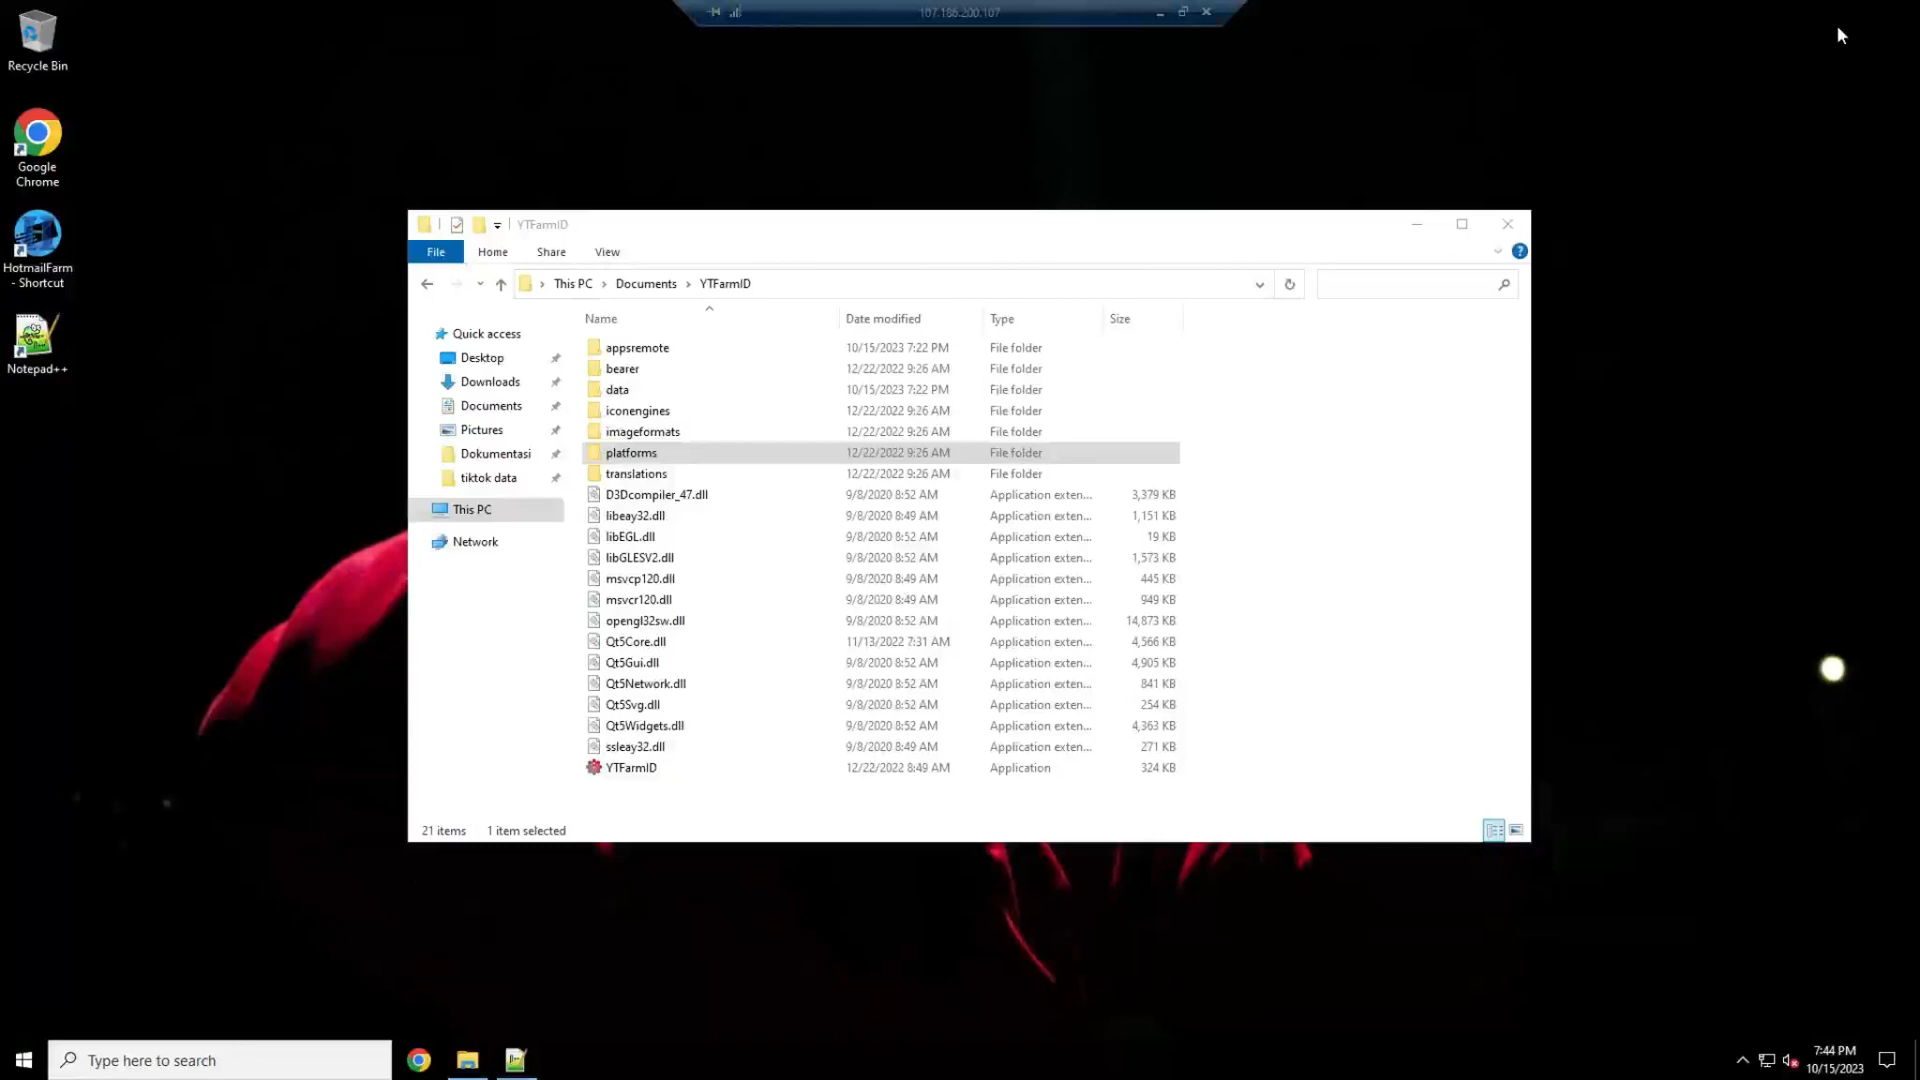 107.186.200.107
Recycle Bin
Google
Chrome
HotmailFarm
- Shortcut
Notepad++
YTFarmID
File Home Share View
This PC > Documents > YTFarmID
Name Date modified Type Size
Quick access
Desktop
Downloads
Documents
Pictures
Dokumentasi
tiktok data
This PC
Network
appsremote 10/15/2023 7:22 PM File folder
bearer 12/22/2022 9:26 AM File folder
data 10/15/2023 7:22 PM File folder
iconengines 12/22/2022 9:26 AM File folder
imageformats 12/22/2022 9:26 AM File folder
platforms 12/22/2022 9:26 AM File folder
translations 12/22/2022 9:26 AM File folder
D3Dcompiler_47.dll 9/8/2020 8:52 AM Application exten... 3,379 KB
libeay32.dll 9/8/2020 8:49 AM Application exten... 1,151 KB
libEGL.dll 9/8/2020 8:52 AM Application exten... 19 KB
libGLESV2.dll 9/8/2020 8:52 AM Application exten... 1,573 KB
msvcp120.dll 9/8/2020 8:49 AM Application exten... 445 KB
msvcr120.dll 9/8/2020 8:49 AM Application exten... 949 KB
opengl32sw.dll 9/8/2020 8:52 AM Application exten... 14,873 KB
Qt5Core.dll 11/13/2022 7:31 AM Application exten... 4,566 KB
Qt5Gui.dll 9/8/2020 8:52 AM Application exten... 4,905 KB
Qt5Network.dll 9/8/2020 8:52 AM Application exten... 841 KB
Qt5Svg.dll 9/8/2020 8:52 AM Application exten... 254 KB
Qt5Widgets.dll 9/8/2020 8:52 AM Application exten... 4,363 KB
ssleay32.dll 9/8/2020 8:49 AM Application exten... 271 KB
YTFarmID 12/22/2022 8:49 AM Application 324 KB
21 items 1 item selected
Type here to search
7:44 PM
10/15/2023